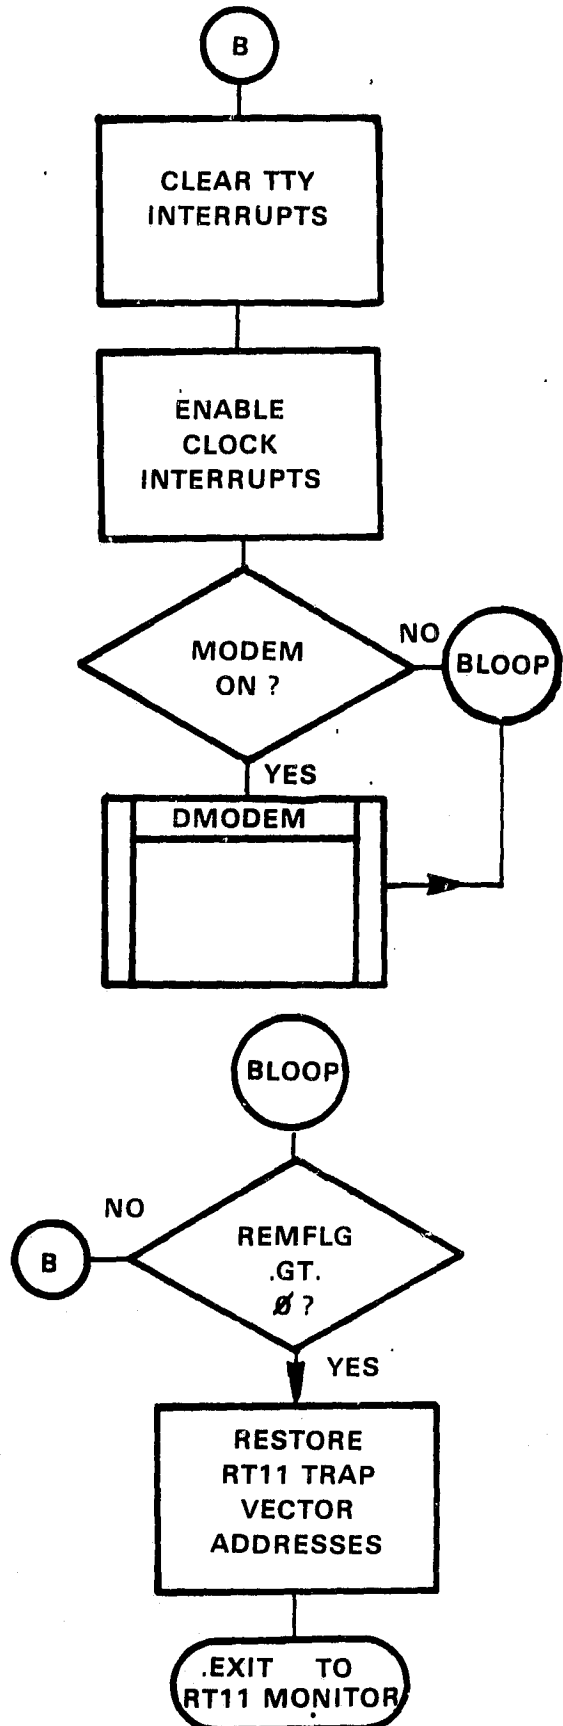 B
CLEAR TTY
INTERRUPTS
ENABLE
CLOCK
INTERRUPTS
MODEM
ON ?
NO
BLOOP
YES
DMODEM
BLOOP
NO
B
REMFLG
.GT.
Ø ?
YES
RESTORE
RT11 TRAP
VECTOR
ADDRESSES
.EXIT TO
RT11 MONITOR